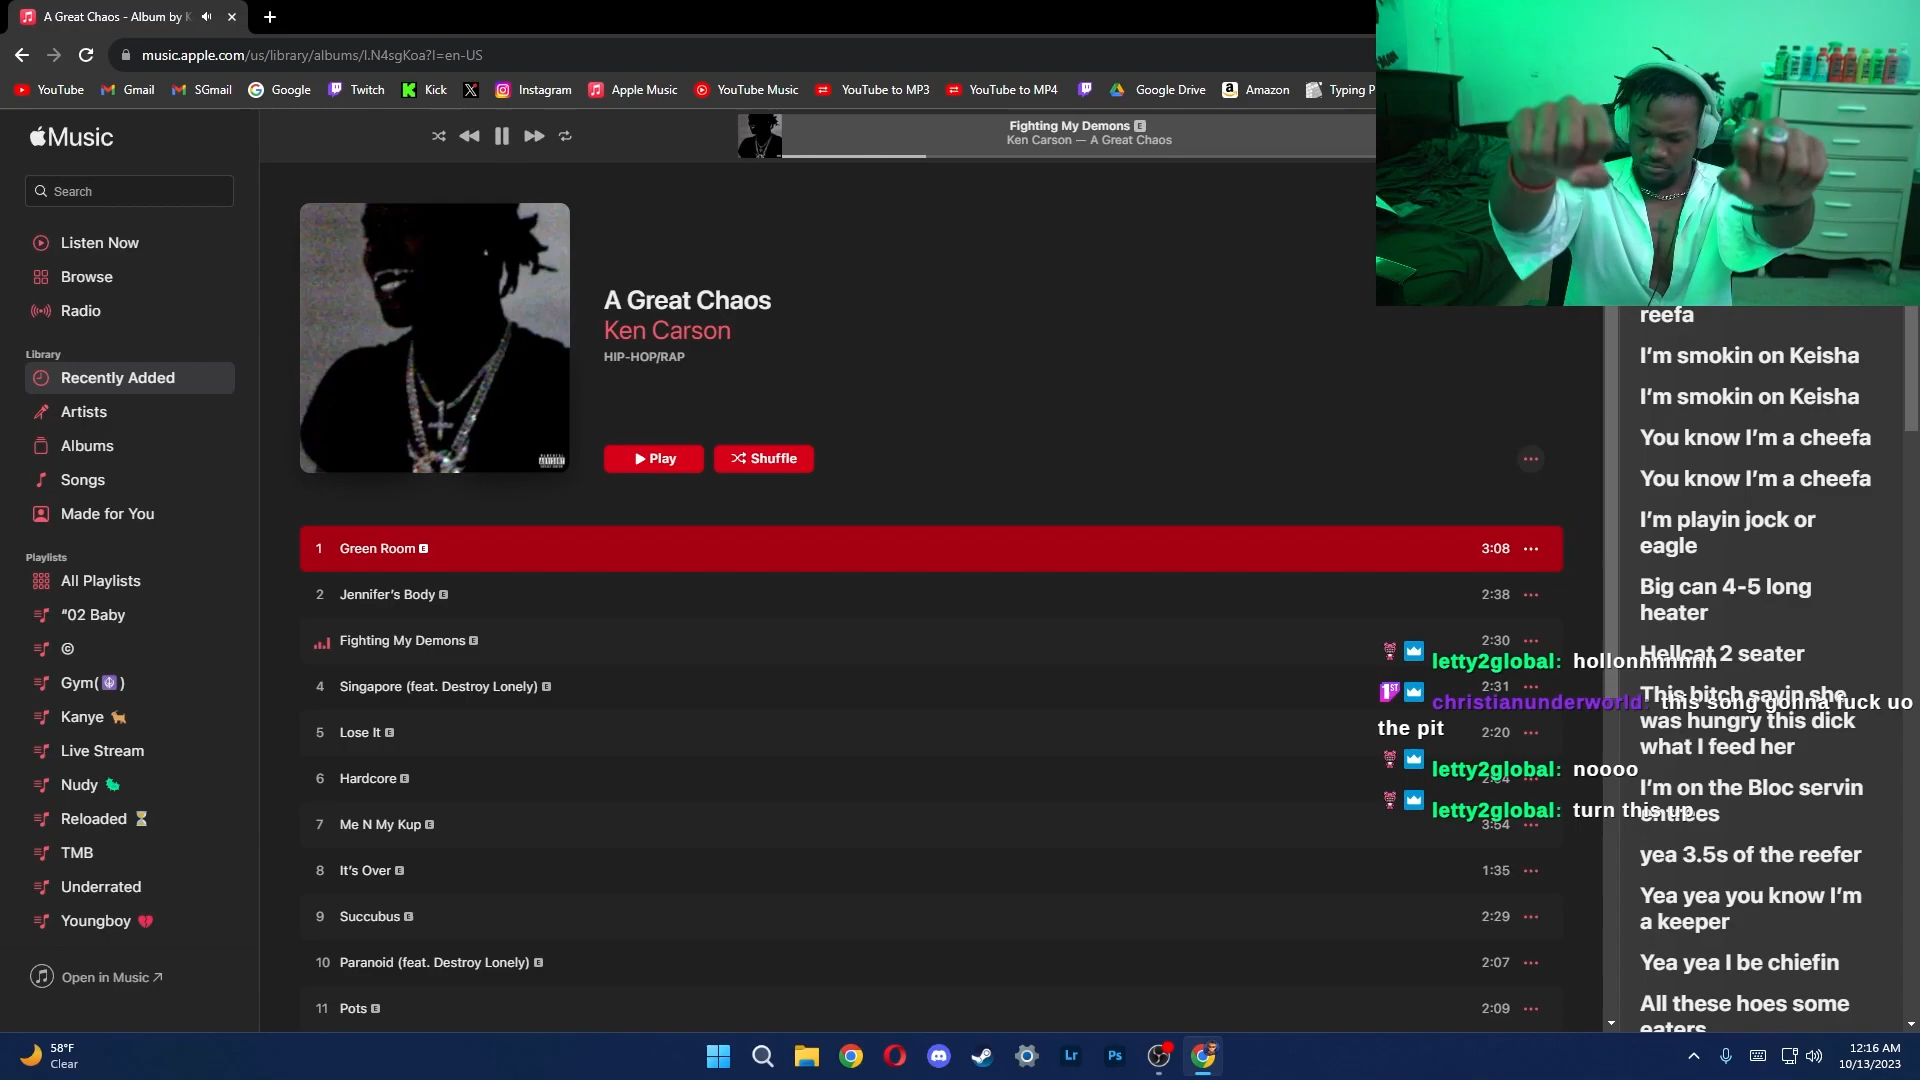 A Great Chaos - Album by K
music.apple.com/us/library/albums/l.N4sgKoa?l=en-US
YouTube Gmail SGmail Google Twitch Kick Instagram Apple Music YouTube Music YouTube to MP3 YouTube to MP4 Google Drive Amazon Typing P
Music
Fighting My Demons E
Ken Carson — A Great Chaos
Search
Listen Now
Browse
Radio
Library
Recently Added
Artists
Albums
Songs
Made for You
Playlists
All Playlists
“02 Baby
©
Gym(☮️)
Kanye 🐐
Live Stream
Nudy
Reloaded ⏳
TMB
Underrated
Youngboy 💔
Open in Music ↗
A Great Chaos
Ken Carson
HIP-HOP/RAP
Play Shuffle
1 Green Room E 3:08
2 Jennifer’s Body E 2:38
Fighting My Demons E 2:30
4 Singapore (feat. Destroy Lonely) E 2:31
5 Lose It E 2:20
6 Hardcore E
7 Me N My Kup E 3:54
8 It’s Over E 1:35
9 Succubus E 2:29
10 Paranoid (feat. Destroy Lonely) E 2:07
11 Pots E 2:09
letty2global: hollonnnnnnn
christianunderworld: this song gonna fuck uo
the pit
letty2global: noooo
letty2global: turn this up
reefa
I’m smokin on Keisha
I’m smokin on Keisha
You know I’m a cheefa
You know I’m a cheefa
I’m playin jock or
eagle
Big can 4-5 long
heater
Hellcat 2 seater
This bitch sayin she
was hungry this dick
what I feed her
I’m on the Bloc servin
entrees
yea 3.5s of the reefer
Yea yea you know I’m
a keeper
Yea yea I be chiefin
All these hoes some
eaters
58°F
Clear
Lr Ps
12:16 AM
10/13/2023